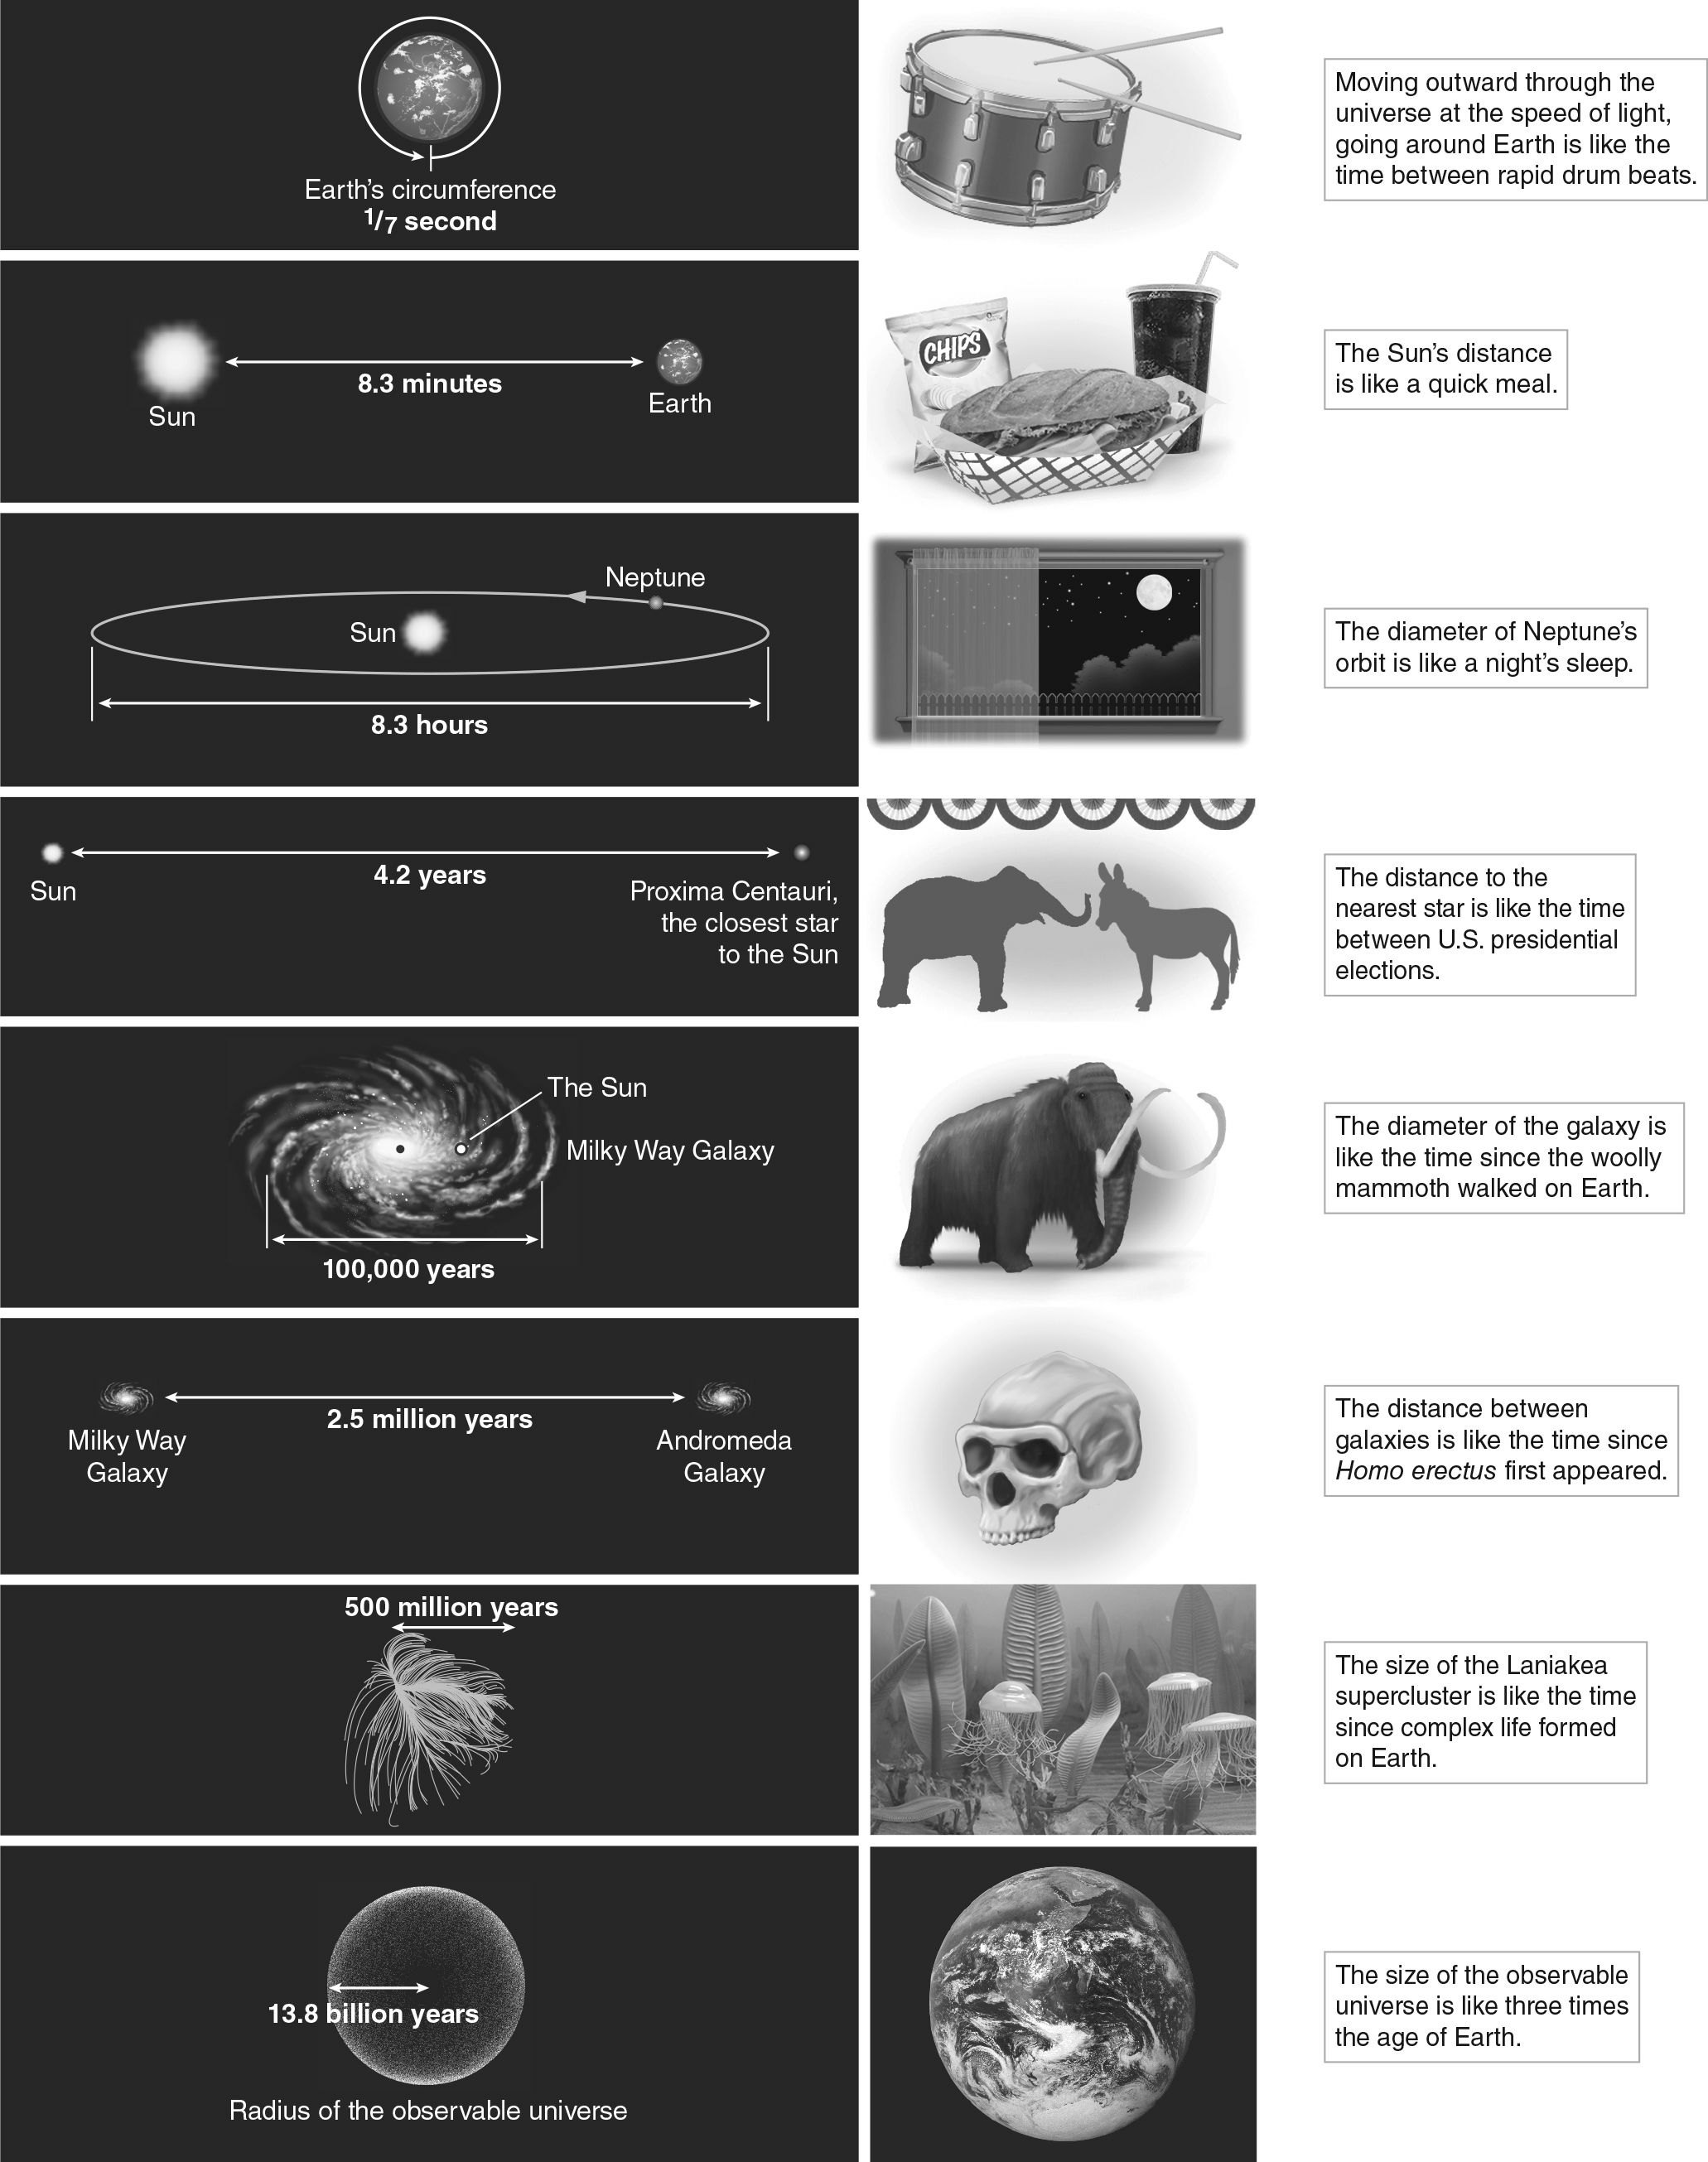 Earth’s circumference
1/7 second
Moving outward through the
universe at the speed of light,
going around Earth is like the
time between rapid drum beats.
8.3 minutes
Sun
Earth
CHIPS
The Sun’s distance
is like a quick meal.
Neptune
Sun
8.3 hours
The diameter of Neptune’s
orbit is like a night’s sleep.
4.2 years
Sun
Proxima Centauri,
the closest star
to the Sun
The distance to the
nearest star is like the time
between U.S. presidential
elections.
The Sun
Milky Way Galaxy
100,000 years
The diameter of the galaxy is
like the time since the woolly
mammoth walked on Earth.
2.5 million years
Milky Way
Galaxy
Andromeda
Galaxy
The distance between
galaxies is like the time since
Homo erectus first appeared.
500 million years
The size of the Laniakea
supercluster is like the time
since complex life formed
on Earth.
13.8 billion years
Radius of the observable universe
The size of the observable
universe is like three times
the age of Earth.